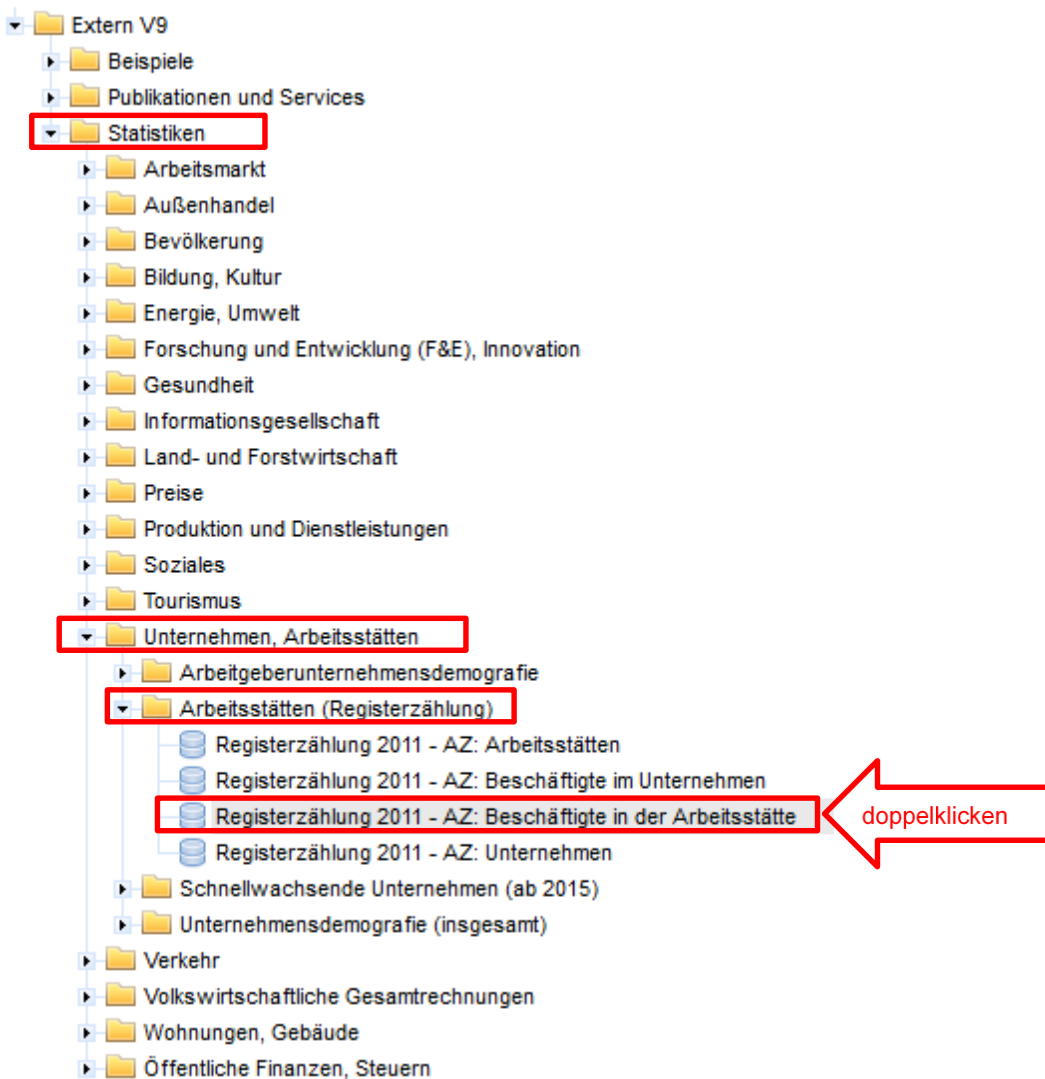 Extern V9
Beispiele
Publikationen und Services
Statistiken
Arbeitsmarkt
Außenhandel
Bevölkerung
Bildung, Kultur
Energie, Umwelt
Forschung und Entwicklung (F&E), Innovation
Gesundheit
Informationsgesellschaft
Land- und Forstwirtschaft
Preise
Produktion und Dienstleistungen
Soziales
Tourismus
Unternehmen, Arbeitsstätten
Arbeitgeberunternehmensdemografie
Arbeitsstätten (Registerzählung)
Registerzählung 2011 - AZ: Arbeitsstätten
Registerzählung 2011 - AZ: Beschäftigte im Unternehmen
Registerzählung 2011 - AZ: Beschäftigte in der Arbeitsstätte doppelklicken
Registerzählung 2011 - AZ: Unternehmen
Schnellwachsende Unternehmen (ab 2015)
Unternehmensdemografie (insgesamt)
Verkehr
Volkswirtschaftliche Gesamtrechnungen
Wohnungen, Gebäude
Öffentliche Finanzen, Steuern